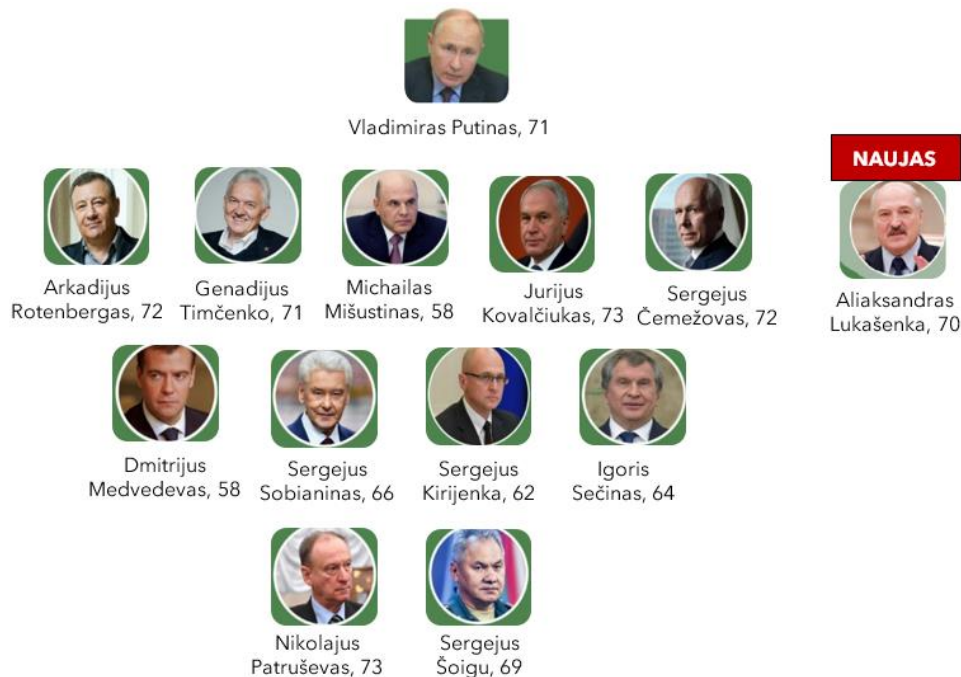 Vladimiras Putinas, 71
NAUJAS
Arkadijus
Rotenbergas, 72
Genadijus
Timčenko, 71
Michailas
Mišustinas, 58
Jurijus
Kovalčiukas, 73
Sergejus
Čemežovas, 72
Aliaksandras
Lukašenka, 70
Dmitrijus
Medvedevas, 58
Sergejus
Sobianinas, 66
Sergejus
Kirijenka, 62
Igoris
Sečinas, 64
Nikolajus
Patruševas, 73
Sergejus
Šoigu, 69